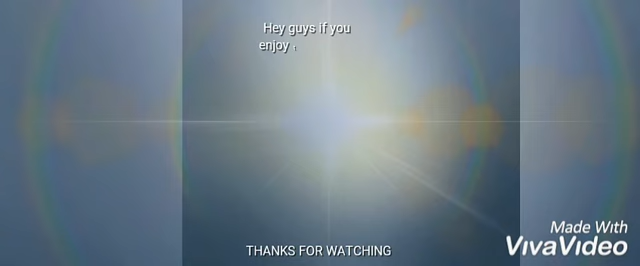 Hey guys if you
enjoy
THANKS FOR WATCHING
Made With
VivaVideo